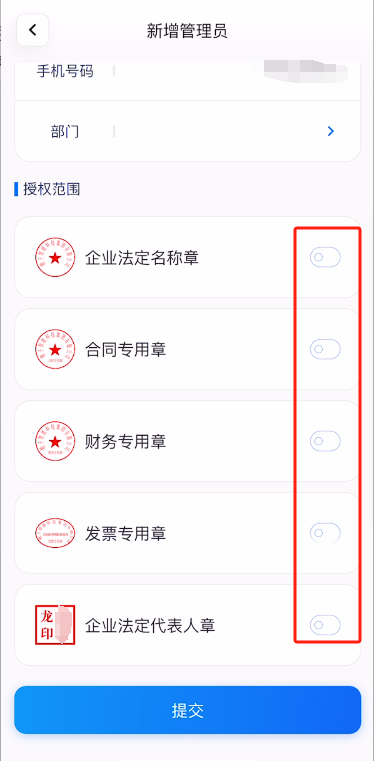 新增管理员
手机号码
部门
授权范围
企业法定名称章
合同专用章
财务专用章
发票专用章
龙
印
企业法定代表人章
提交